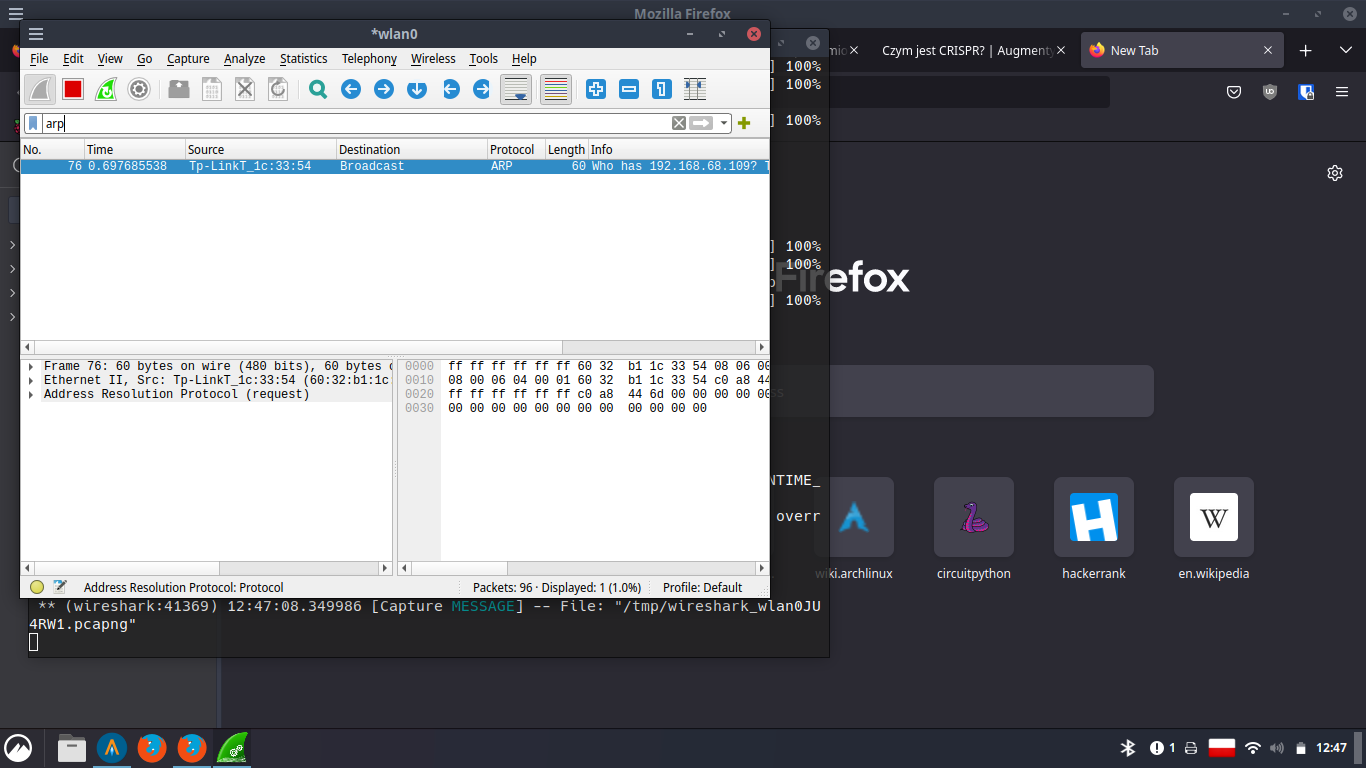 Mozilla Firefox
*wlan0
Czym jest CRISPR? | Augmenty
New Tab
File Edit View Go Capture Analyze Statistics Telephony Wireless Tools Help
] 100%
] 100%
] 100%
arp
No. Time Source Destination Protocol Length Info
76 0.697685538 Tp-LinkT_1c:33:54 Broadcast ARP 60 Who has 192.168.68.109? T
] 100%
] 100%
] 100%
Firefox
Frame 76: 60 bytes on wire (480 bits), 60 bytes c
Ethernet II, Src: Tp-LinkT_1c:33:54 (60:32:b1:1c
Address Resolution Protocol (request)
0000 ff ff ff ff ff ff 60 32 b1 1c 33 54 08 06 00
0010 08 00 06 04 00 01 60 32 b1 1c 33 54 c0 a8 44
0020 ff ff ff ff ff ff c0 a8 44 6d 00 00 00 00 00
0030 00 00 00 00 00 00 00 00 00 00 00 00
NTIME_
overr
wiki.archlinux
circuitpython
hackerrank
en.wikipedia
Address Resolution Protocol: Protocol
Packets: 96 · Displayed: 1 (1.0%)
Profile: Default
** (wireshark:41369) 12:47:08.349986 [Capture MESSAGE] -- File: "/tmp/wireshark_wlan0JU
4RW1.pcapng"
1
12:47